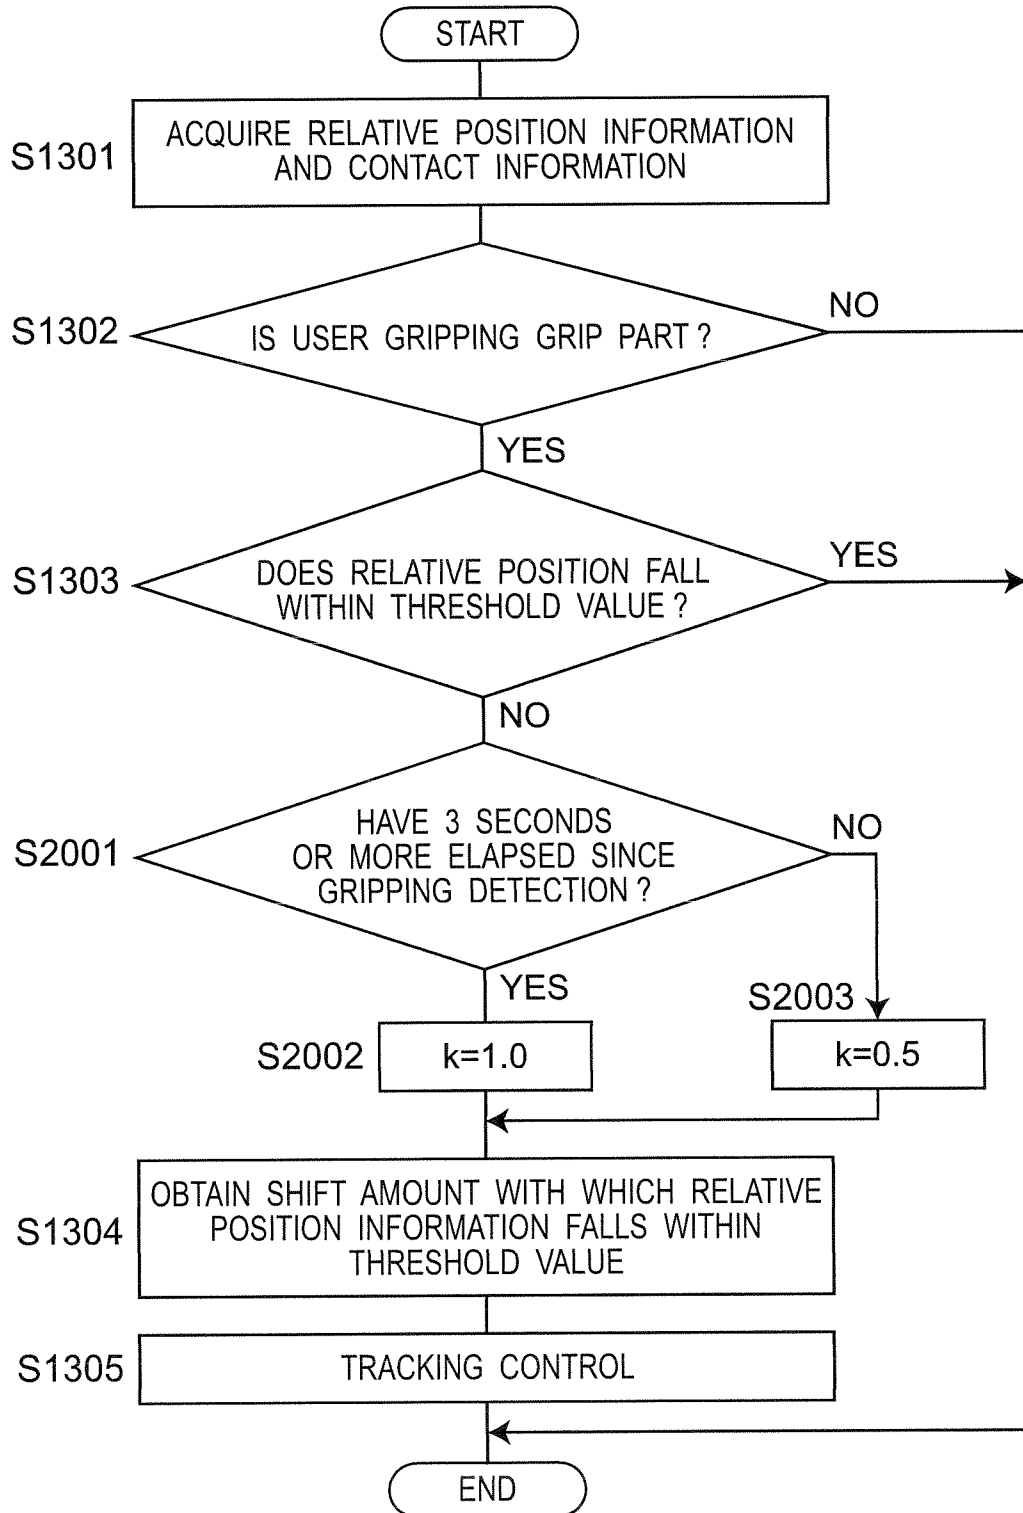 START
S1301
ACQUIRE RELATIVE POSITION INFORMATION
AND CONTACT INFORMATION
S1302
IS USER GRIPPING GRIP PART ?
NO
YES
S1303
DOES RELATIVE POSITION FALL
WITHIN THRESHOLD VALUE ?
YES
NO
S2001
HAVE 3 SECONDS
OR MORE ELAPSED SINCE
GRIPPING DETECTION ?
NO
YES
S2002
k=1.0
S2003
k=0.5
S1304
OBTAIN SHIFT AMOUNT WITH WHICH RELATIVE
POSITION INFORMATION FALLS WITHIN
THRESHOLD VALUE
S1305
TRACKING CONTROL
END